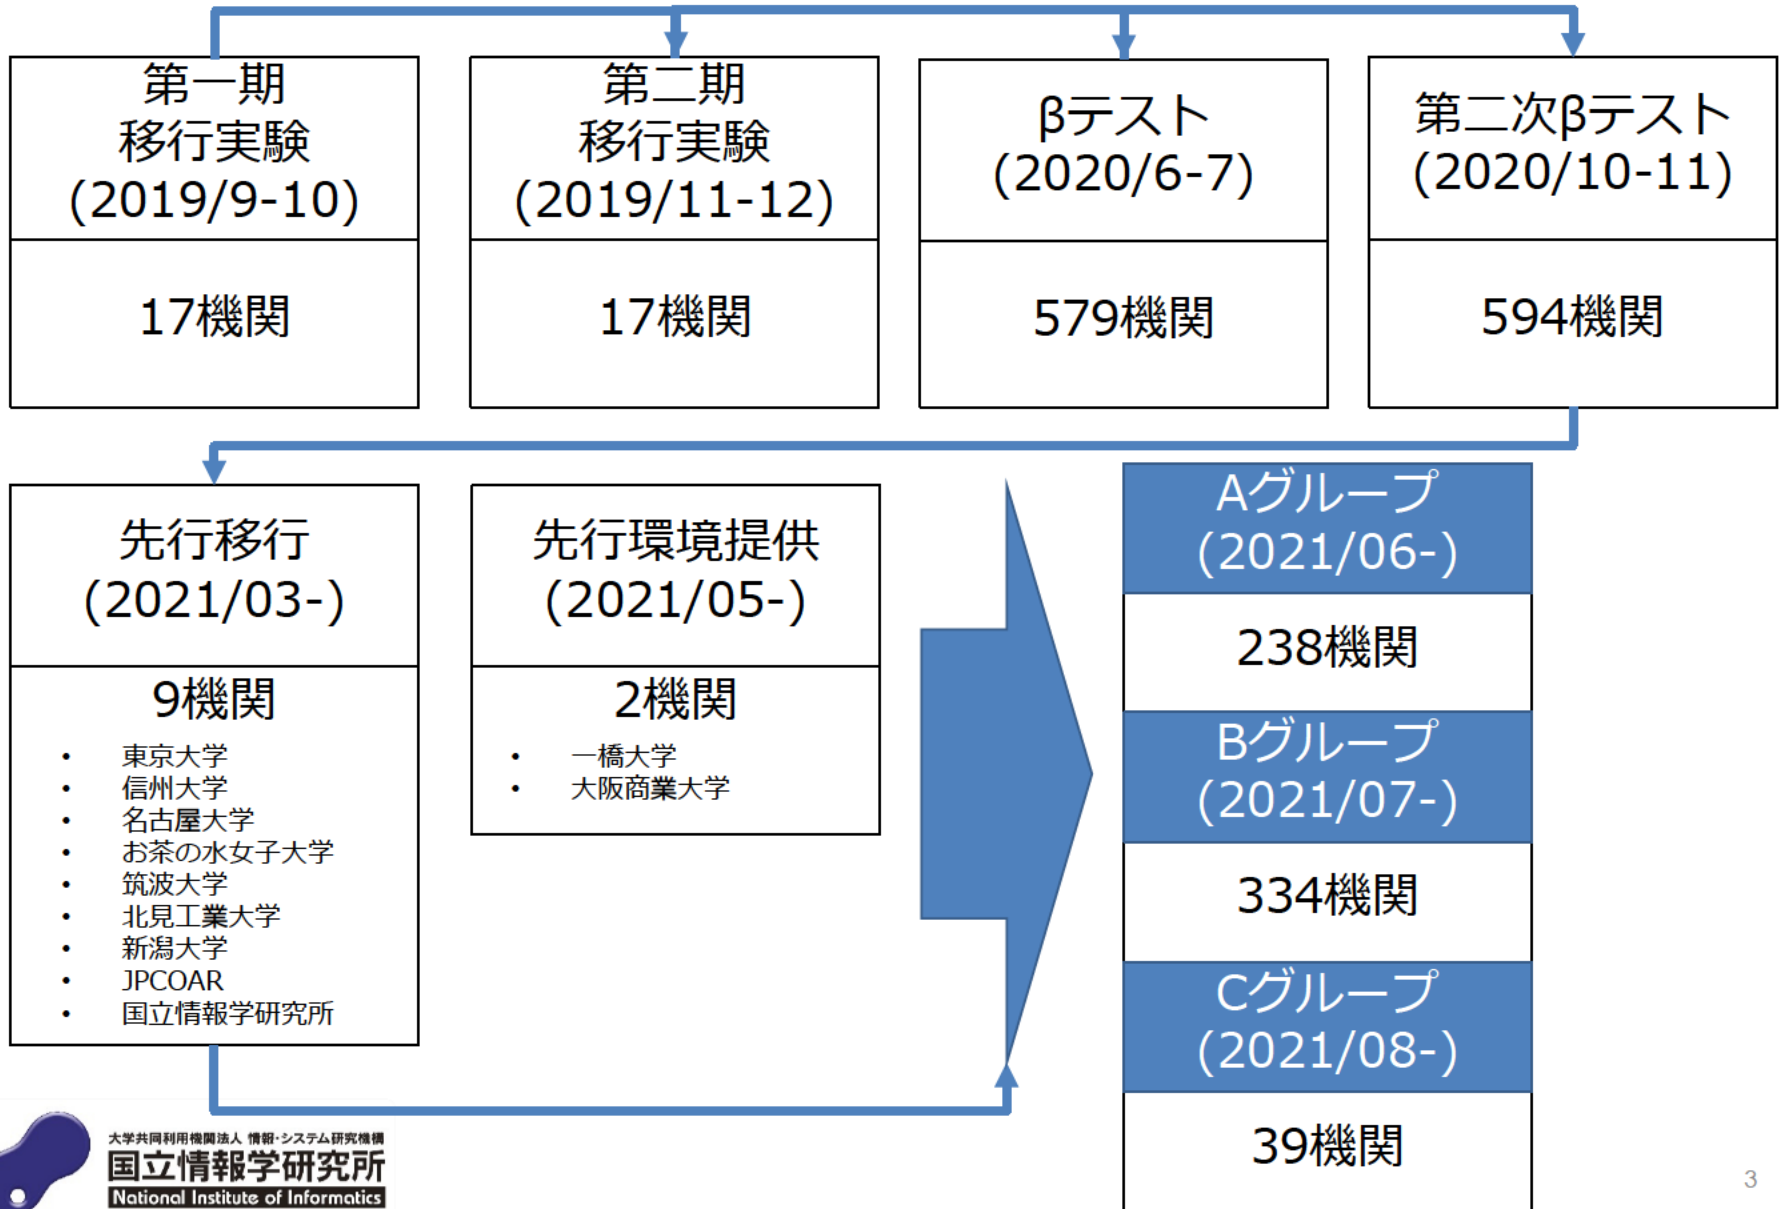 第一期
移行実験
(2019/9-10)
17機関
第二期
移行実験
(2019/11-12)
17機関
βテスト
(2020/6-7)
579機関
第二次βテスト
(2020/10-11)
594機関
先行移行
(2021/03-)
9機関
• 東京大学
• 信州大学
• 名古屋大学
• お茶の水女子大学
• 筑波大学
• 北見工業大学
• 新潟大学
• JPCOAR
• 国立情報学研究所
先行環境提供
(2021/05-)
2機関
• 一橋大学
• 大阪商業大学
Aグループ
(2021/06-)
238機関
Bグループ
(2021/07-)
334機関
Cグループ
(2021/08-)
39機関
大学共同利用機関法人 情報・システム研究機構
国立情報学研究所
National Institute of Informatics
3